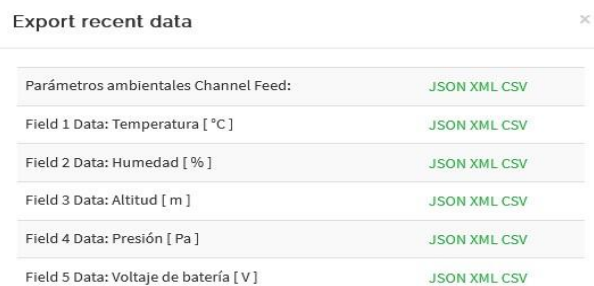 Export recent data ×
Parámetros ambientales Channel Feed: JSON XML CSV
Field 1 Data: Temperatura [ °C ] JSON XML CSV
Field 2 Data: Humedad [ % ] JSON XML CSV
Field 3 Data: Altitud [ m ] JSON XML CSV
Field 4 Data: Presión [ Pa ] JSON XML CSV
Field 5 Data: Voltaje de batería [ V ] JSON XML CSV